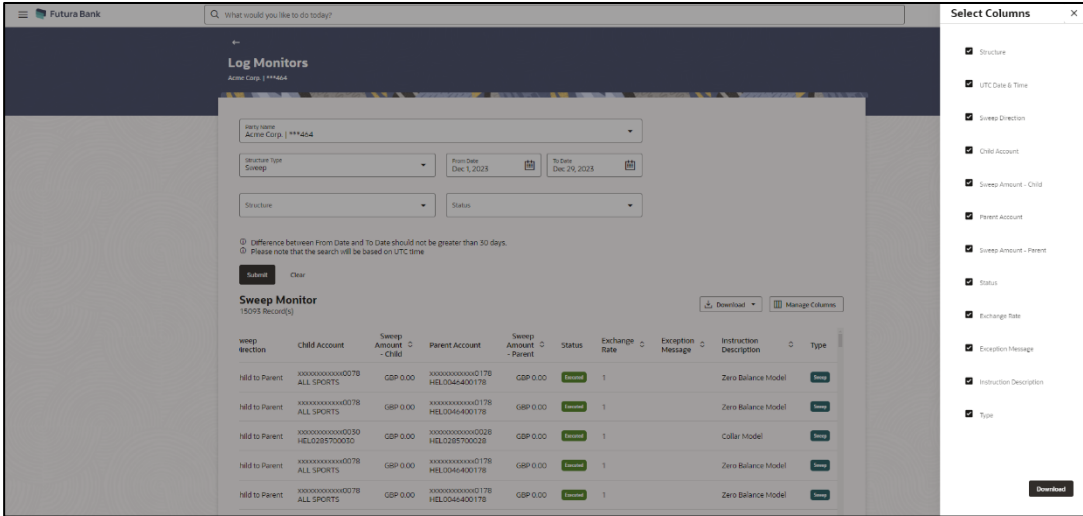 Futura Bank
What would you like to do today?
Log Monitors
Acme Corp. | ***464
Party Name
Acme Corp. | ***464
Structure Type
Sweep
From Date
Dec 1, 2023
To Date
Dec 29, 2023
Structure
Status
Difference between From Date and To Date should not be greater than 30 days.
Please note that the search will be based on UTC time
Submit Clear
Sweep Monitor
15093 Record(s)
Download
Manage Columns
weep direction Child Account Sweep Amount - Child Parent Account Sweep Amount - Parent Status Exchange Rate Exception Message Instruction Description Type
hild to Parent xxxxxxxxxxxx0078 GBP 0.00 xxxxxxxxxxxx0178 GBP 0.00 Executed 1 Zero Balance Model Sweep
ALL SPORTS HEL0046400178
hild to Parent xxxxxxxxxxxx0078 GBP 0.00 xxxxxxxxxxxx0178 GBP 0.00 Executed 1 Zero Balance Model Sweep
ALL SPORTS HEL0046400178
hild to Parent xxxxxxxxxxxx0030 GBP 0.00 xxxxxxxxxxxx0028 GBP 0.00 Executed 1 Collar Model Sweep
HEL0285700030 HEL0285700028
hild to Parent xxxxxxxxxxxx0078 GBP 0.00 xxxxxxxxxxxx0178 GBP 0.00 Executed 1 Zero Balance Model Sweep
ALL SPORTS HEL0046400178
hild to Parent xxxxxxxxxxxx0078 GBP 0.00 xxxxxxxxxxxx0178 GBP 0.00 Executed 1 Zero Balance Model Sweep
ALL SPORTS HEL0046400178
Select Columns
Structure
UTC Date & Time
Sweep Direction
Child Account
Sweep Amount - Child
Parent Account
Sweep Amount - Parent
Status
Exchange Rate
Exception Message
Instruction Description
Type
Download